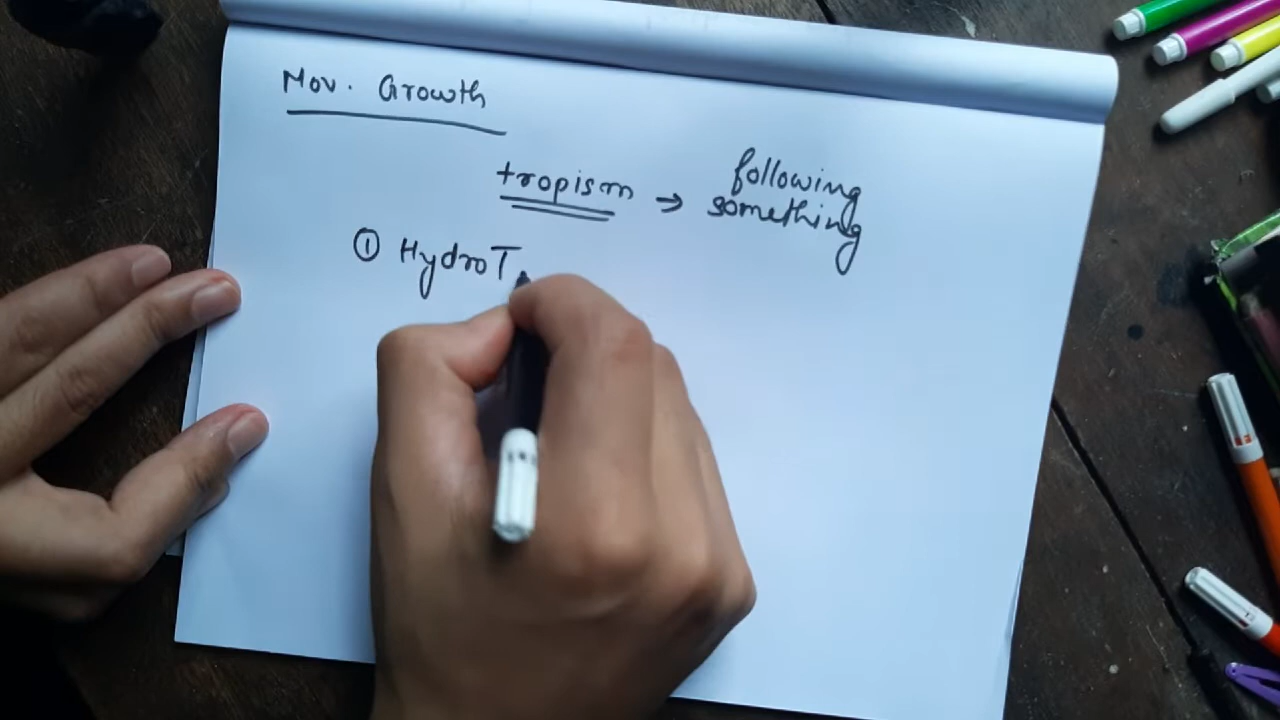 Mov. Growth
tropism → following
something
① HydroT